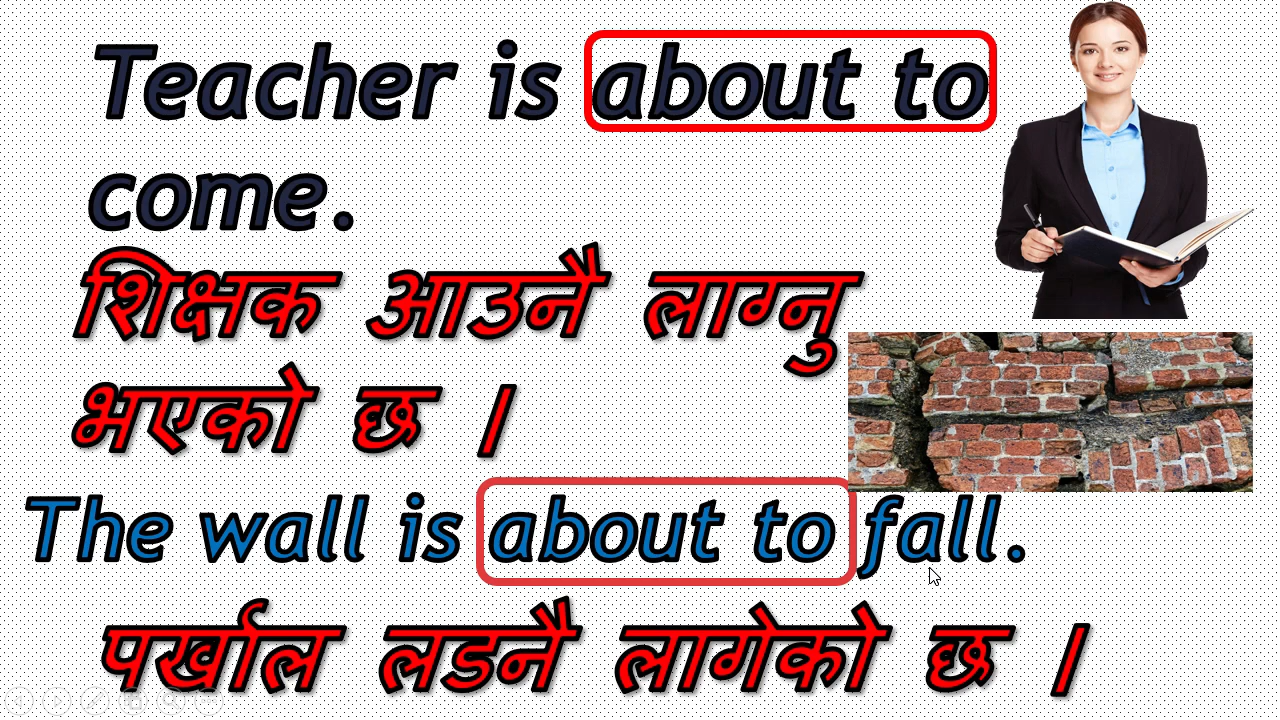 Teacher is about to
come.
शिक्षक आउनै लाग्नु
भएको छ ।
The wall is about to fall.
पर्खाल लडनै लागेको छ ।